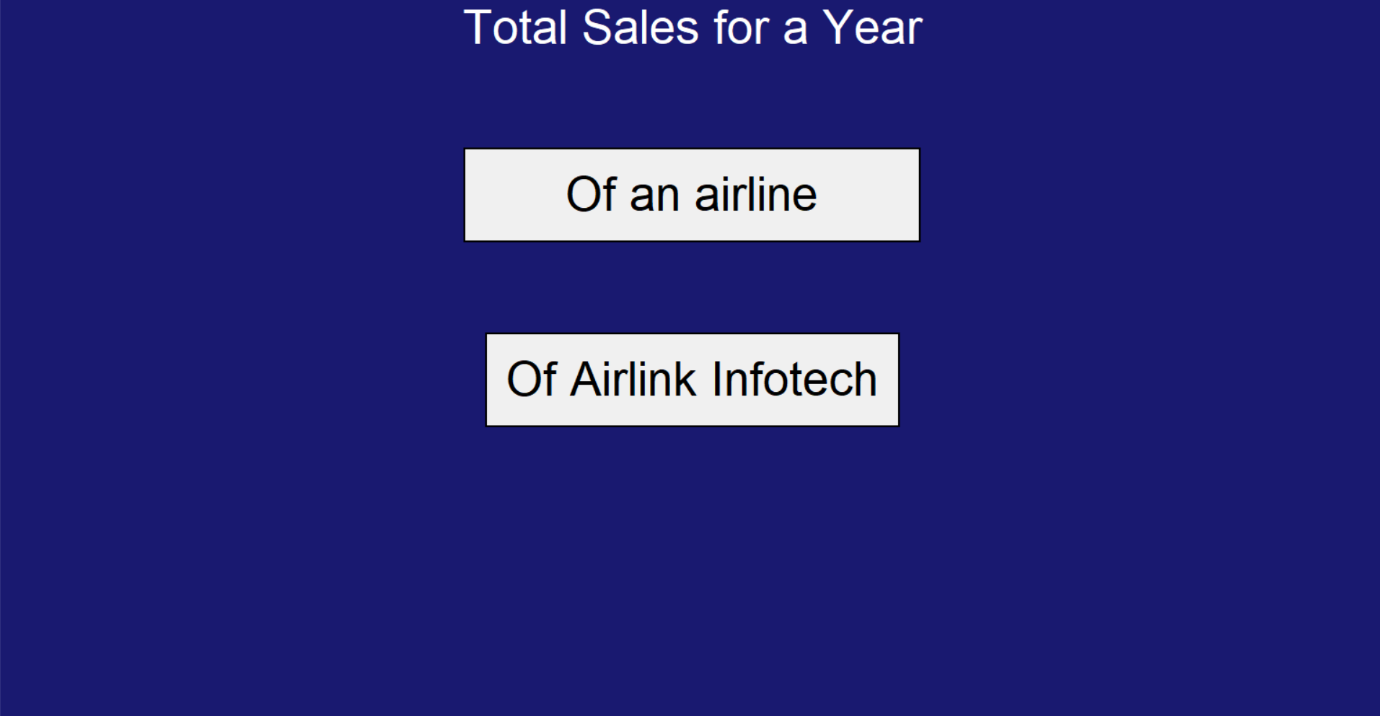 Total Sales for a Year
Of an airline
Of Airlink Infotech